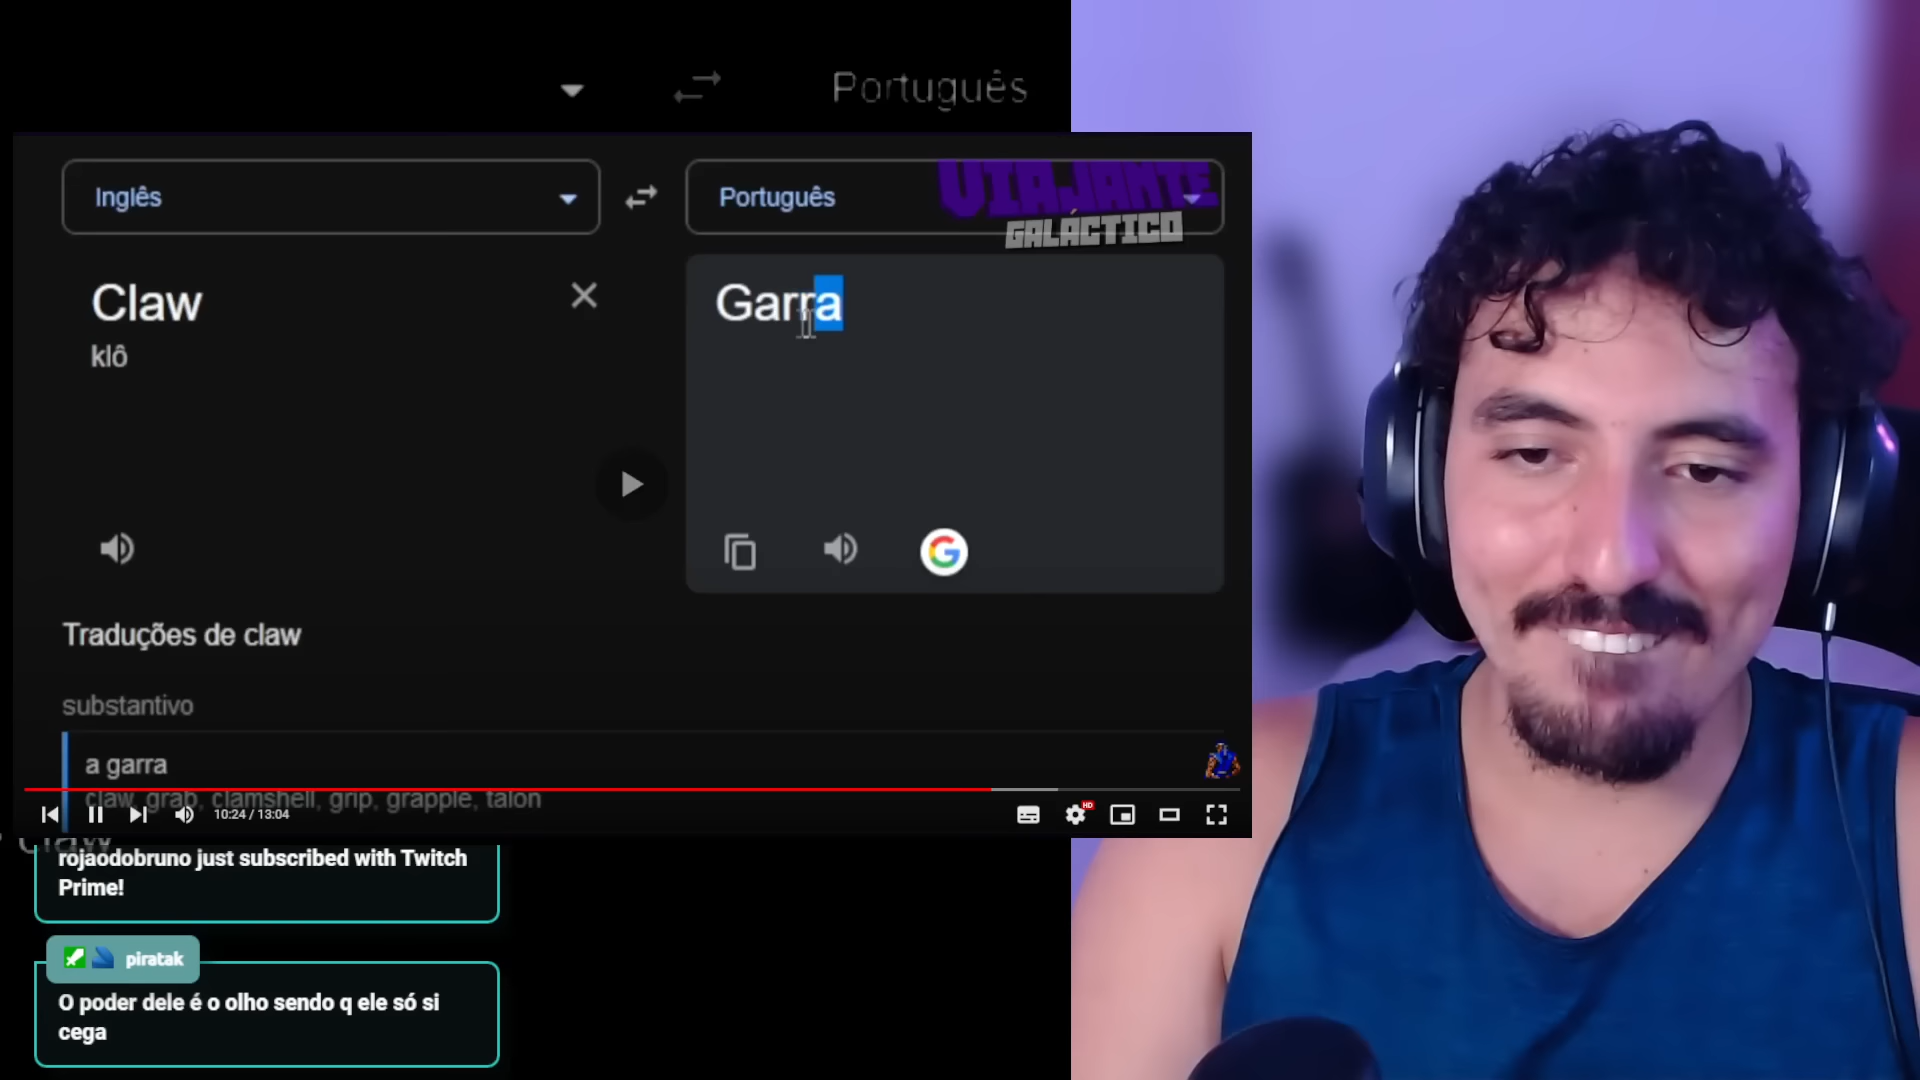 Português
Inglês
Português
VIAJANTE
GALÁCTICO
Claw
Garra
klô
Traduções de claw
substantivo
a garra
claw, grab, clamshell, grip, grapple, talon
10:24 / 13:04
HD
claw
rojaodobruno just subscribed with Twitch
Prime!
piratak
O poder dele é o olho sendo q ele só si
cega